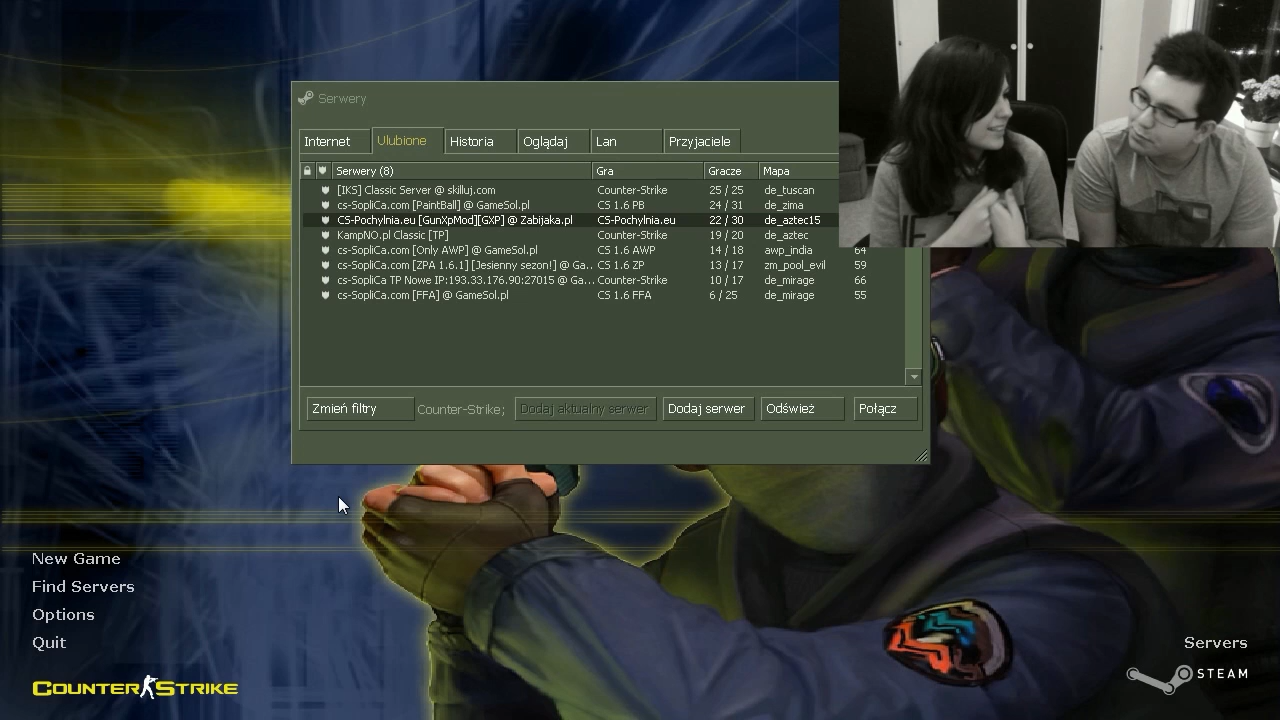 Serwery
Internet Ulubione Historia Oglądaj Lan Przyjaciele
Serwery (8) Gra Gracze Mapa
[IKS] Classic Server @ skilluj.com Counter-Strike 25 / 25 de_tuscan
cs-SopliCa.com [PaintBall] @ GameSol.pl CS 1.6 PB 24 / 31 de_zima
CS-Pochylnia.eu [GunXpMod][GXP] @ Zabijaka.pl CS-Pochylnia.eu 22 / 30 de_aztec15
KampNO.pl Classic [TP] Counter-Strike 19 / 20 de_aztec
cs-SopliCa.com [Only AWP] @ GameSol.pl CS 1.6 AWP 14 / 18 awp_india 64
cs-SopliCa.com [ZPA 1.6.1] [Jesienny sezon!] @ Ga... CS 1.6 ZP 13 / 17 zm_pool_evil 59
cs-SopliCa TP Nowe IP:193.33.176.90:27015 @ Ga... Counter-Strike 10 / 17 de_mirage 66
cs-SopliCa.com [FFA] @ GameSol.pl CS 1.6 FFA 6 / 25 de_mirage 55
Zmień filtry Counter-Strike; Dodaj aktualny serwer Dodaj serwer Odśwież Połącz
New Game
Find Servers
Options
Quit
COUNTER STRIKE
Servers
STEAM